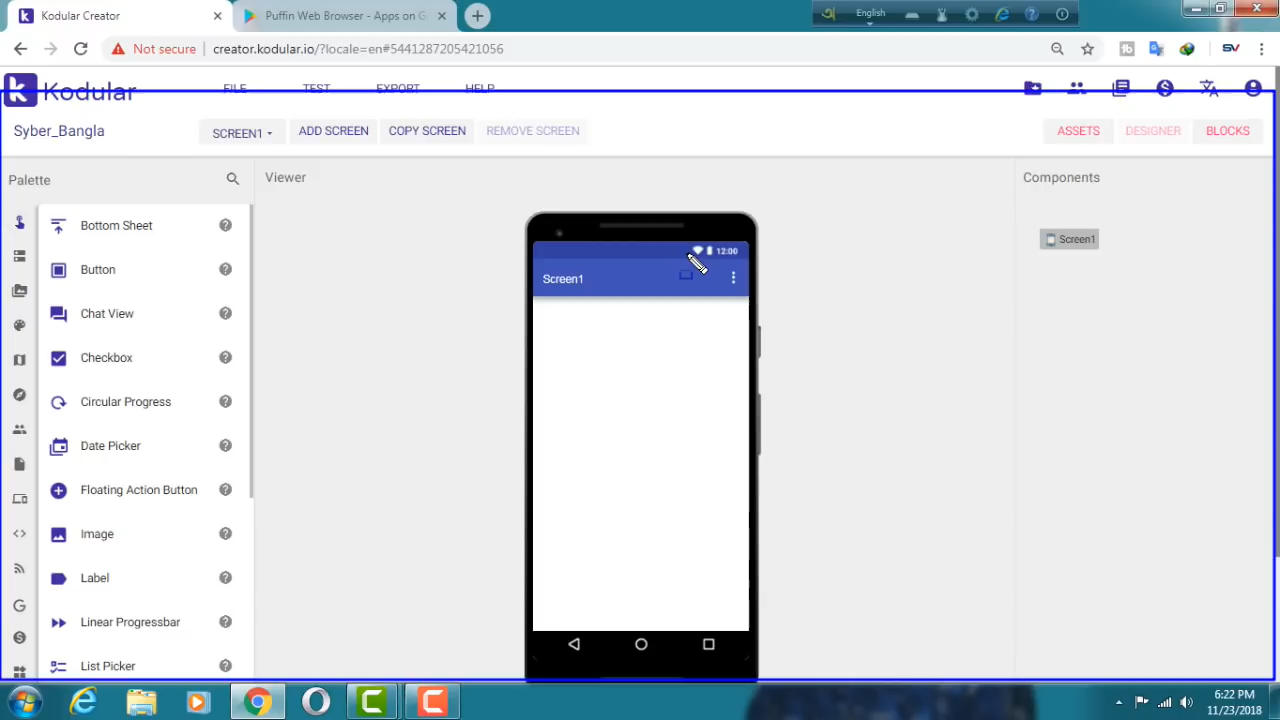 Kodular Creator
Puffin Web Browser - Apps on G
English
Not secure
creator.kodular.io/?locale=en#5441287205421056
Kodular
FILE
TEST
EXPORT
HELP
Syber_Bangla
SCREEN1
ADD SCREEN
COPY SCREEN
REMOVE SCREEN
ASSETS
DESIGNER
BLOCKS
Palette
Viewer
Components
Bottom Sheet
Button
Chat View
Checkbox
Circular Progress
Date Picker
Floating Action Button
Image
Label
Linear Progressbar
List Picker
12:00
Screen1
Screen1
6:22 PM
11/23/2018